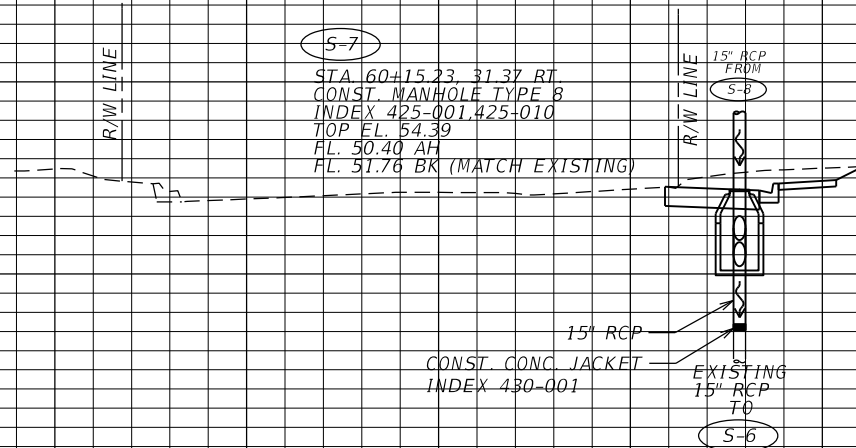 R/W LINE
S-7
STA. 60+15.23, 31.37 RT.
CONST. MANHOLE TYPE 8
INDEX 425-001,425-010
TOP EL. 54.39
FL. 50.40 AH
FL. 51.76 BK (MATCH EXISTING)
R/W LINE
15" RCP
FROM
S-8
15" RCP
CONST. CONC. JACKET
INDEX 430-001
EXISTING
15" RCP
TO
S-6